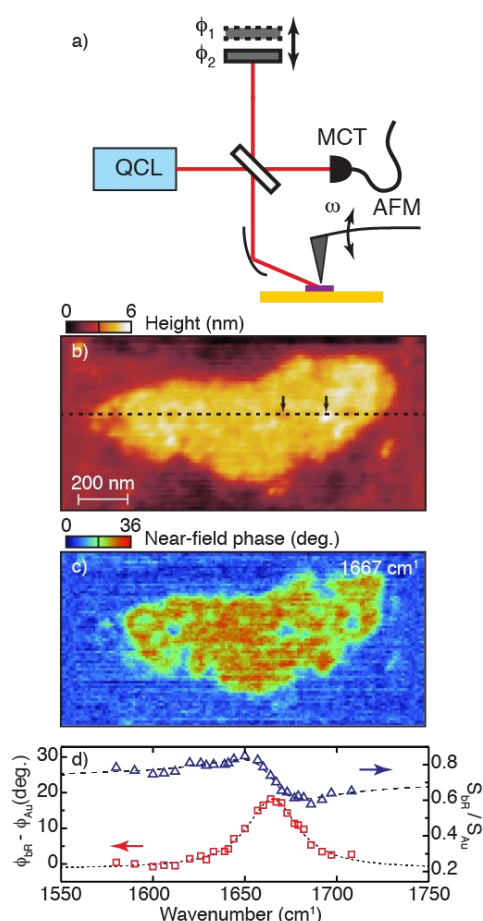 a)
ϕ1
ϕ2
QCL
MCT
ω
AFM
0 6 Height (nm)
b)
200 nm
0 36
Near-field phase (deg.)
c)
1667 cm¹
d)
30
20
10
0
ϕbR - ϕAu(deg.)
0.8
0.6
0.4
0.2
SbR / SAu
1550 1600 1650 1700 1750
Wavenumber (cm⁻¹)